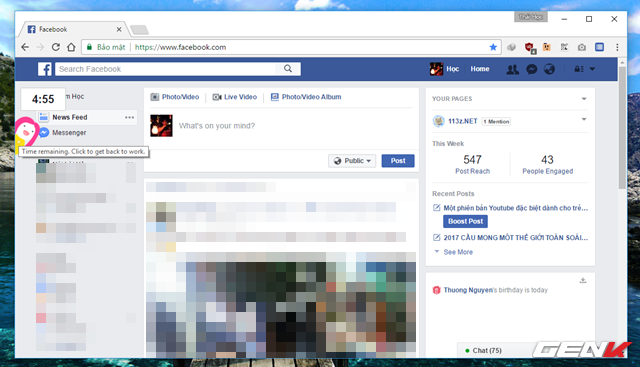 Thái Học
Facebook
Bảo mật
https://www.facebook.com
Search Facebook
Học
Home
4:55
m Học
News Feed
Messenger
Time remaining. Click to get back to work.
Photo/Video
Live Video
Photo/Video Album
What's on your mind?
Public
Post
YOUR PAGES
113z.NET
1 Mention
This Week
547
43
Post Reach
People Engaged
Recent Posts
Một phiên bản Youtube đặc biệt dành cho trẻ...
Boost Post
2017 CẦU MONG MỘT THẾ GIỚI TOÀN SOÁI...
See More
Thuong Nguyen's birthday is today
Chat (75)
GENK